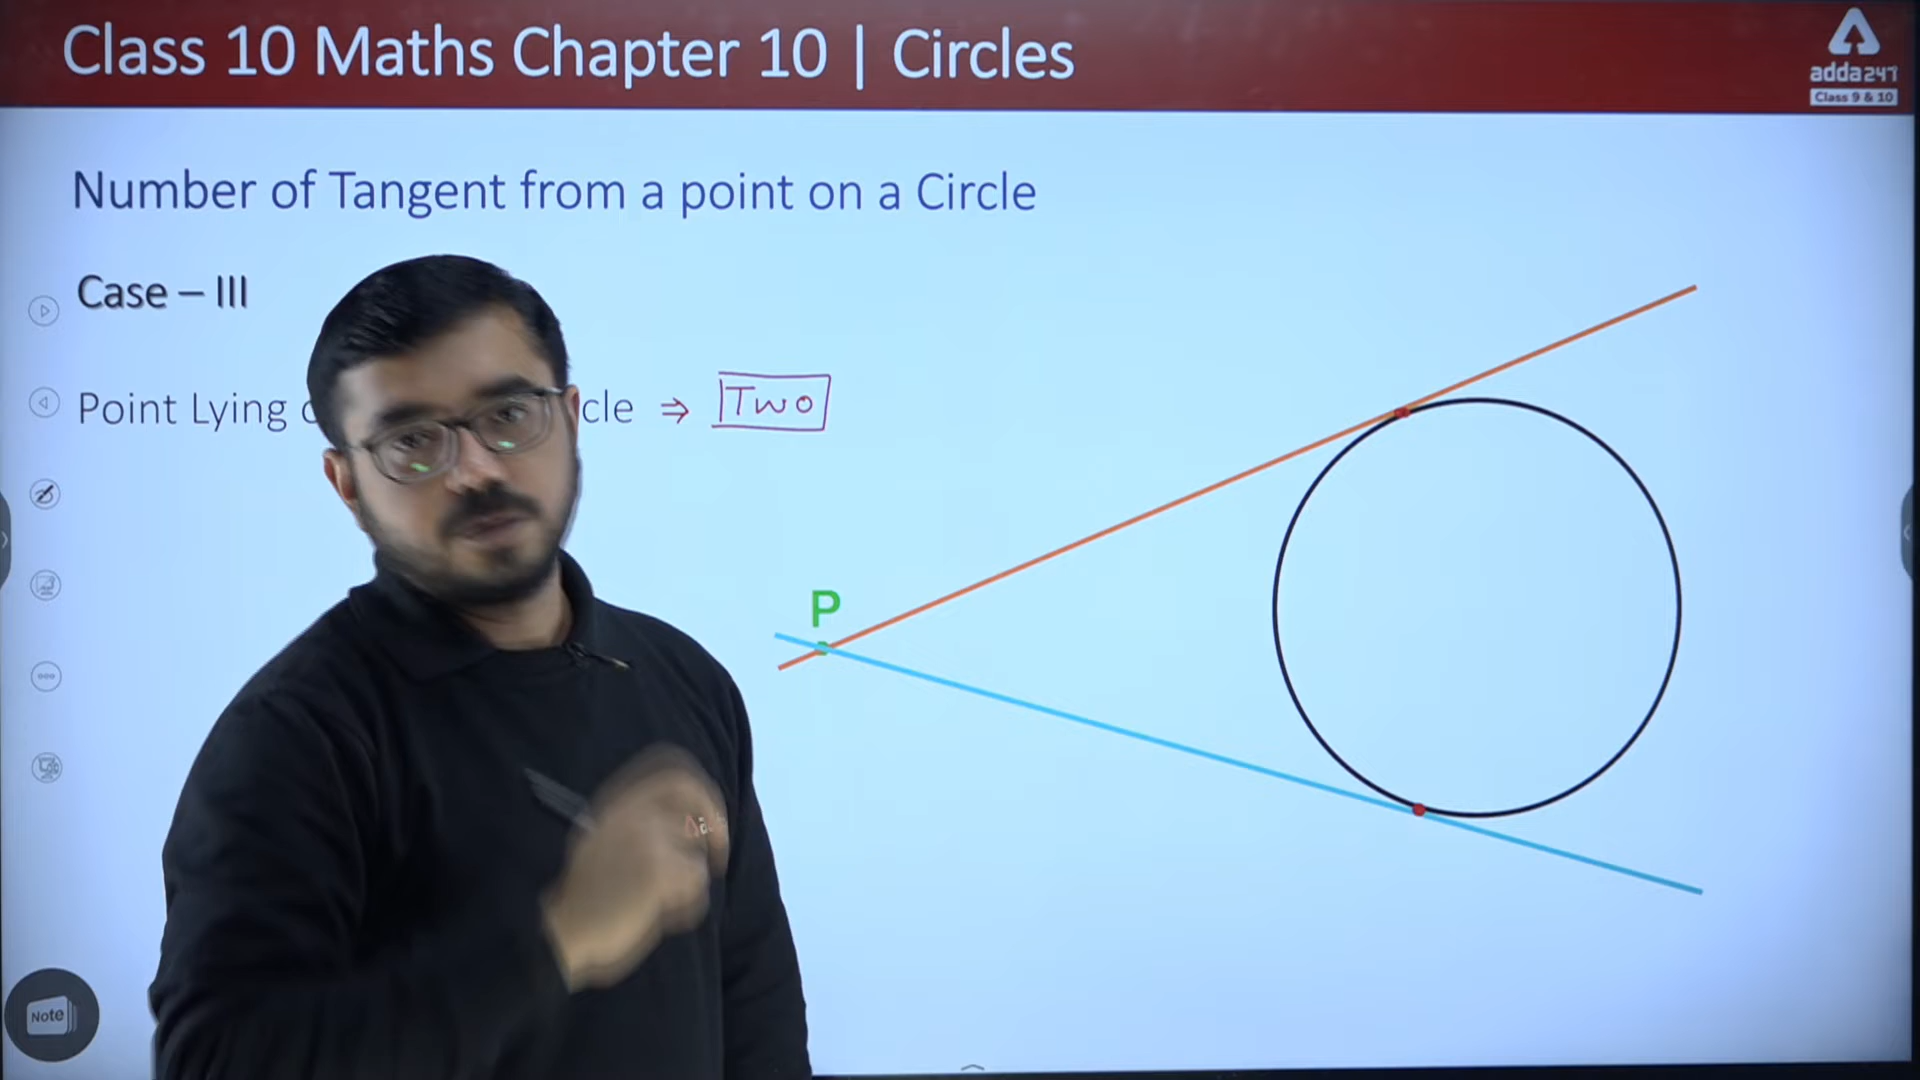 Class 10 Maths Chapter 10 | Circles
adda247
Class 9 & 10
Number of Tangent from a point on a Circle
Case – III
Point Lying cle ⇒ Two
P
Note